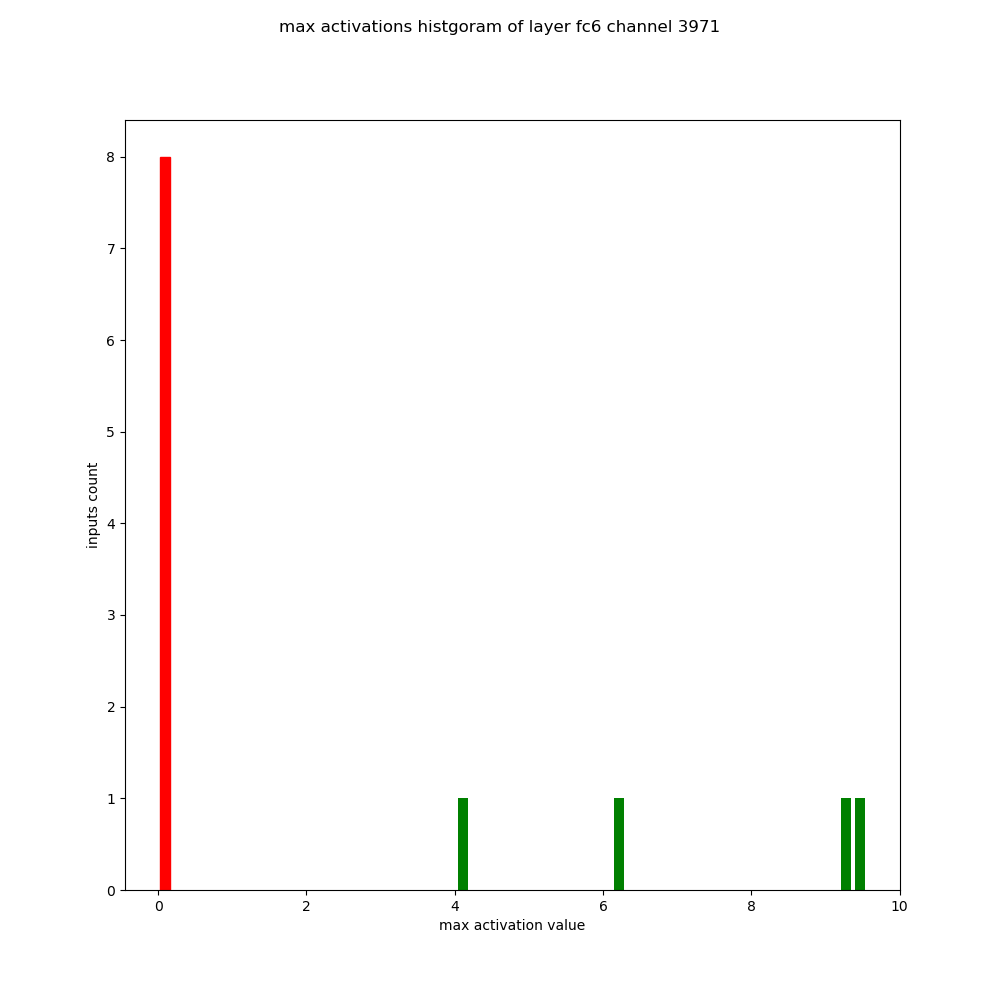 max activations histgoram of layer fc6 channel 3971
8
7
6
5
4
3
2
1
0
inputs count
0 2 4 6 8 10
max activation value